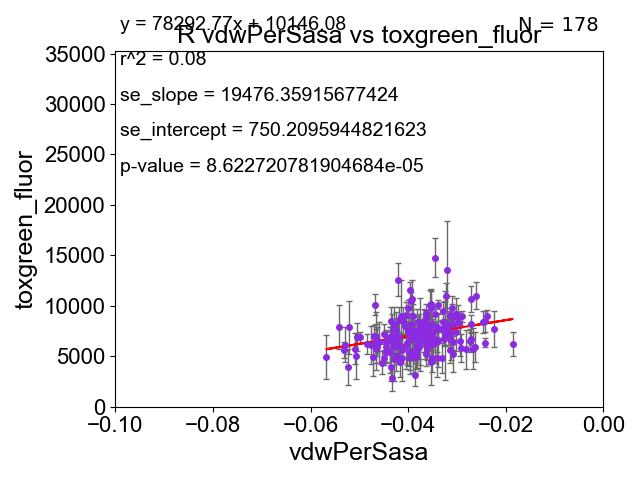 y = 78292.77x + 10146.08
N = 178
R vdwPerSasa vs toxgreen_fluor
r^2 = 0.08
se_slope = 19476.35915677424
se_intercept = 750.2095944821623
p-value = 8.622720781904684e-05
35000
30000
25000
20000
15000
10000
5000
0
toxgreen_fluor
−0.10
−0.08
−0.06
−0.04
−0.02
0.00
vdwPerSasa